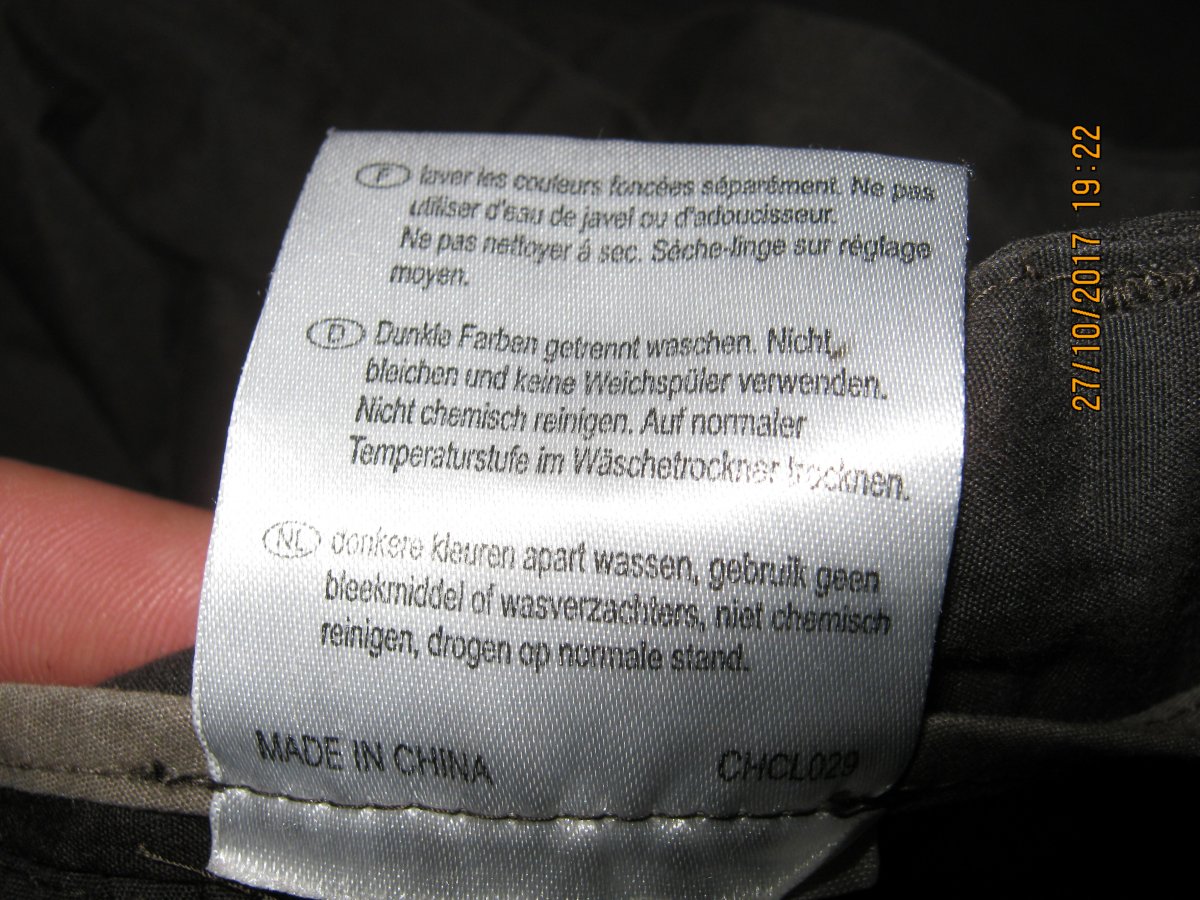 F laver les couleurs foncées séparément. Ne pas
utiliser d'eau de javel ou d'adoucisseur.
Ne pas nettoyer á sec. Sèche-linge sur réglage
moyen.
D Dunkle Farben getrennt waschen. Nicht
bleichen und keine Weichspüler verwenden.
Nicht chemisch reinigen. Auf normaler
Temperaturstufe im Wäschetrockner trocknen.
NL donkere kleuren apart wassen, gebruik geen
bleekmiddel of wasverzachters, niet chemisch
reinigen, drogen op normale stand.
MADE IN CHINA CHCL029
27/10/2017 19:22